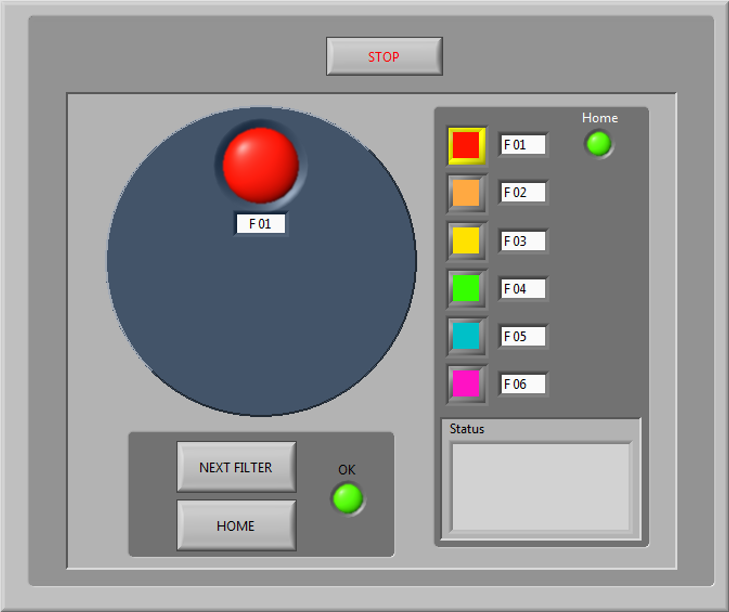 STOP
Home
F 01
F 01
F 02
F 03
F 04
F 05
F 06
Status
NEXT FILTER
OK
HOME